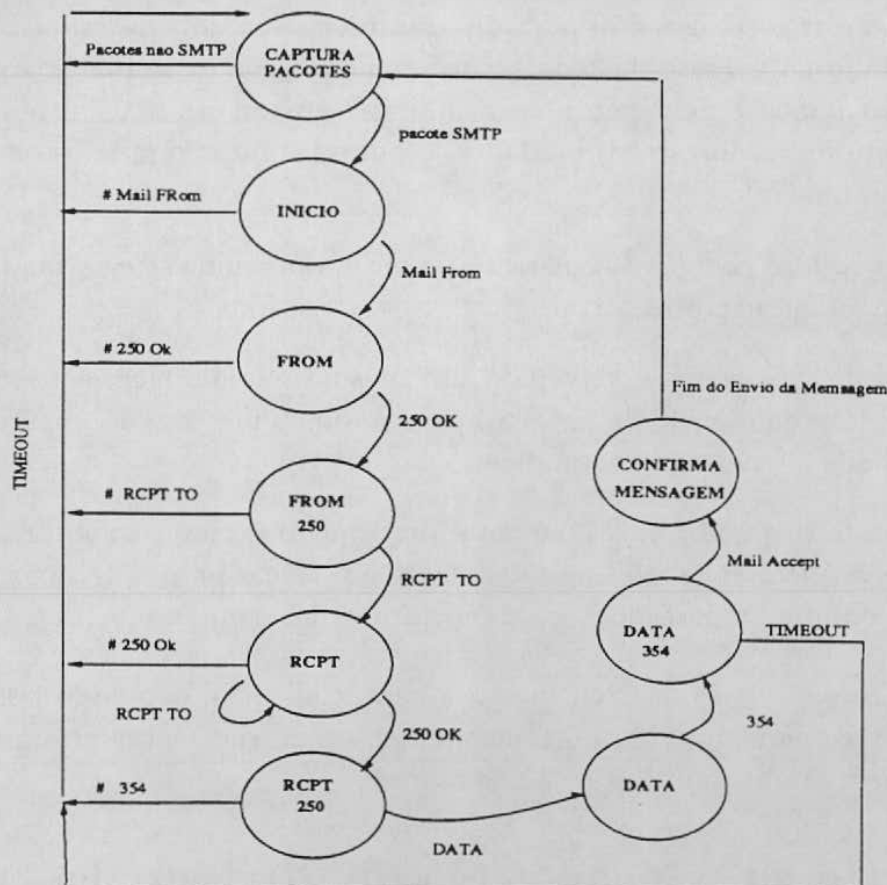 Pacotes nao SMTP
CAPTURA
PACOTES
pacote SMTP
# Mail FRom
INICIO
Mail From
# 250 Ok
FROM
Fim do Envio da Memsagem
250 OK
TIMEOUT
CONFIRMA
MENSAGEM
# RCPT TO
FROM
250
Mail Accept
RCPT TO
DATA
354
TIMEOUT
# 250 Ok
RCPT
RCPT TO
250 OK
354
# 354
RCPT
250
DATA
DATA